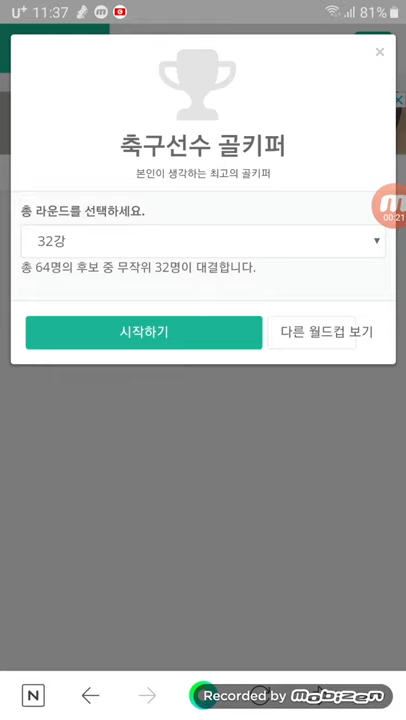 U+ 11:37 81%
축구선수 골키퍼
본인이 생각하는 최고의 골키퍼
총 라운드를 선택하세요.
00:21
32강
총 64명의 후보 중 무작위 32명이 대결합니다.
시작하기 다른 월드컵 보기
N
Recorded by mobizen